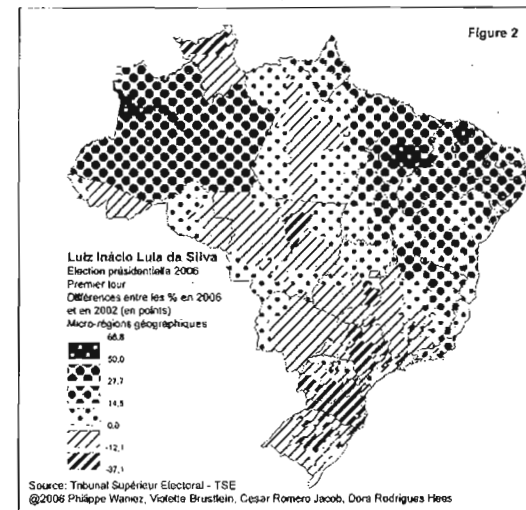 Figure 2
Luiz Inácio Lula da Silva
Election présidentielle 2006
Premier tour
Différences entre les % en 2006
et en 2002 (en points)
Micro-régions géographiques
66,8
50,0
27,7
14,5
0,0
-12,1
-37,1
Source: Tribunal Supérieur Electoral - TSE
@2006 Philippe Waniez, Violette Brustlein, Cesar Romero Jacob, Dora Rodrigues Hees